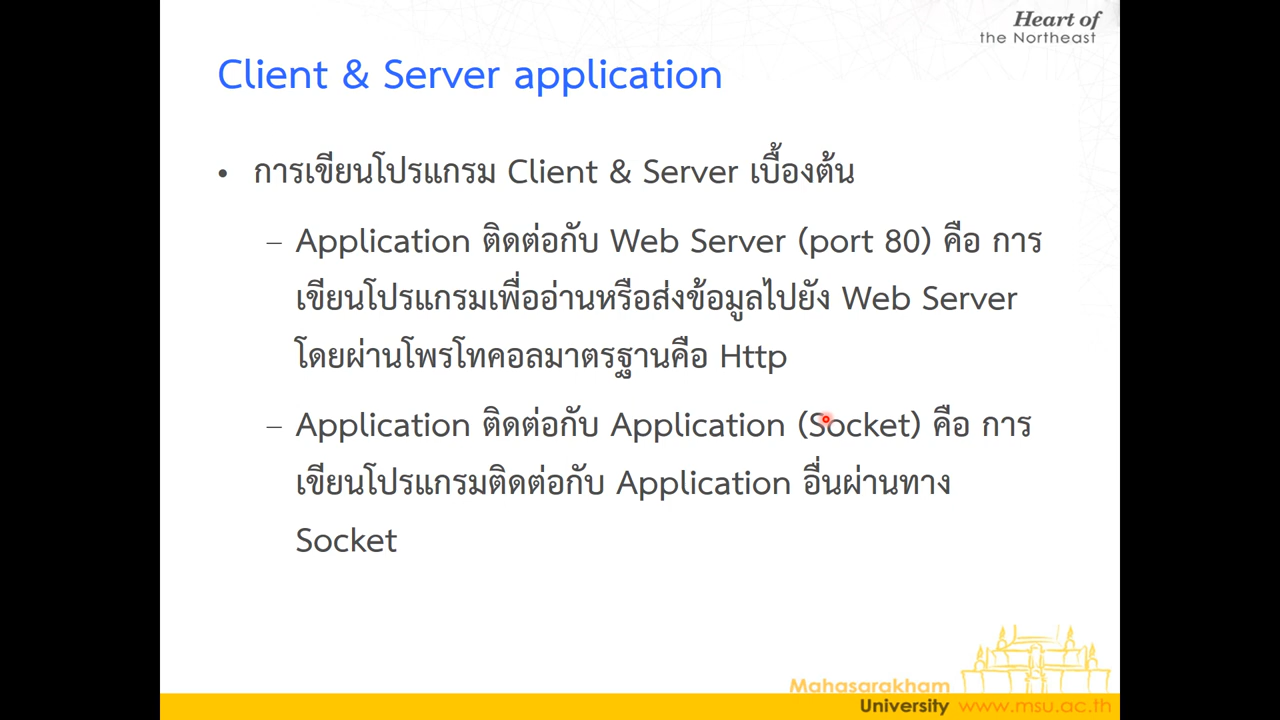 Heart of
the Northeast
Client & Server application
• การเขียนโปรแกรม Client & Server เบื้องต้น
– Application ติดต่อกับ Web Server (port 80) คือ การ
เขียนโปรแกรมเพื่ออ่านหรือส่งข้อมูลไปยัง Web Server
โดยผ่านโพรโทคอลมาตรฐานคือ Http
– Application ติดต่อกับ Application (Socket) คือ การ
เขียนโปรแกรมติดต่อกับ Application อื่นผ่านทาง
Socket
Mahasarakham
University www.msu.ac.th